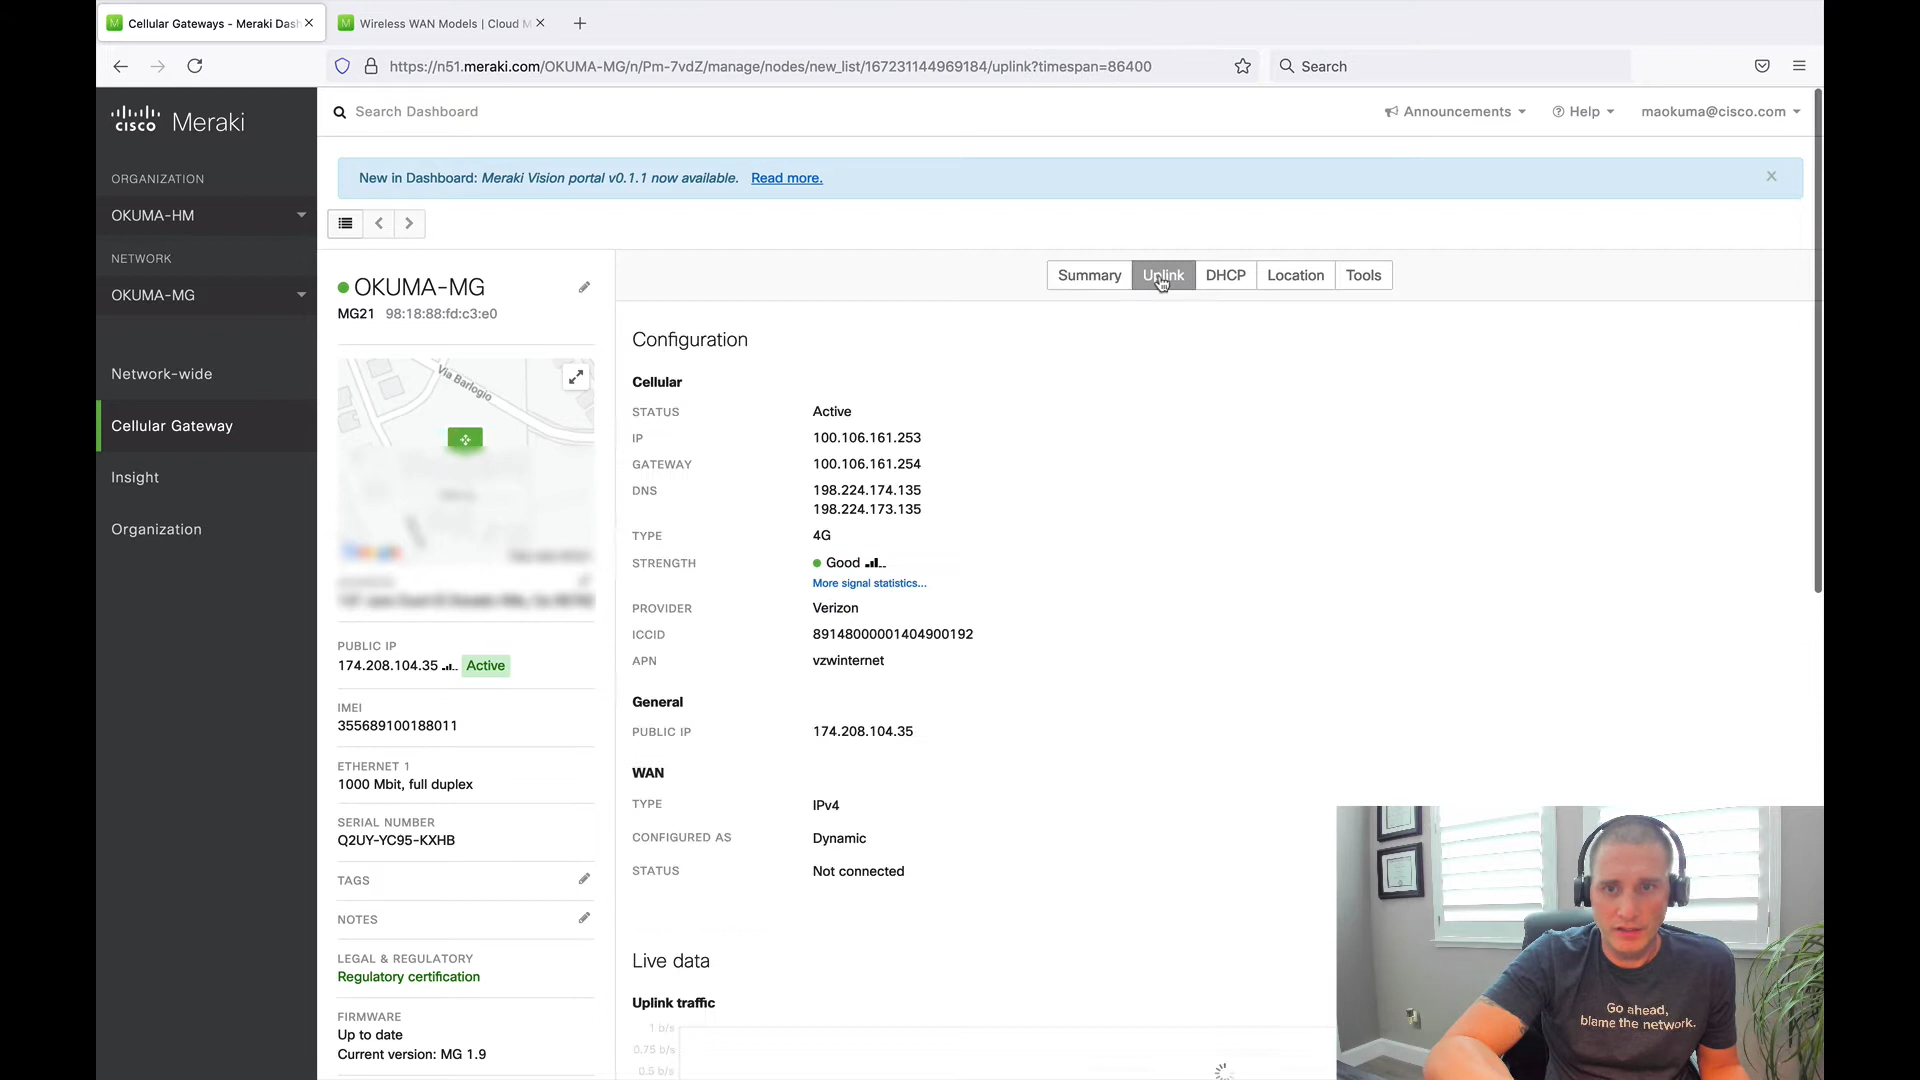 Cellular Gateways - Meraki Das
Wireless WAN Models | Cloud M
https://n51.meraki.com/OKUMA-MG/n/Pm-7vdZ/manage/nodes/new_list/167231144969184/uplink?timespan=86400
Search
cisco Meraki
Search Dashboard
Announcements
Help
maokuma@cisco.com
ORGANIZATION
OKUMA-HM
NETWORK
OKUMA-MG
Network-wide
Cellular Gateway
Insight
Organization
New in Dashboard: Meraki Vision portal v0.1.1 now available. Read more.
OKUMA-MG
MG21 98:18:88:fd:c3:e0
Via Barlogio
PUBLIC IP
174.208.104.35 Active
IMEI
355689100188011
ETHERNET 1
1000 Mbit, full duplex
SERIAL NUMBER
Q2UY-YC95-KXHB
TAGS
NOTES
LEGAL & REGULATORY
Regulatory certification
FIRMWARE
Up to date
Current version: MG 1.9
Summary
Uplink
DHCP
Location
Tools
Configuration
Cellular
STATUS Active
IP 100.106.161.253
GATEWAY 100.106.161.254
DNS 198.224.174.135
198.224.173.135
TYPE 4G
STRENGTH Good
More signal statistics...
PROVIDER Verizon
ICCID 89148000001404900192
APN vzwinternet
General
PUBLIC IP 174.208.104.35
WAN
TYPE IPv4
CONFIGURED AS Dynamic
STATUS Not connected
Live data
Uplink traffic
1 b/s
0.75 b/s
0.5 b/s
Go ahead,
blame the network.